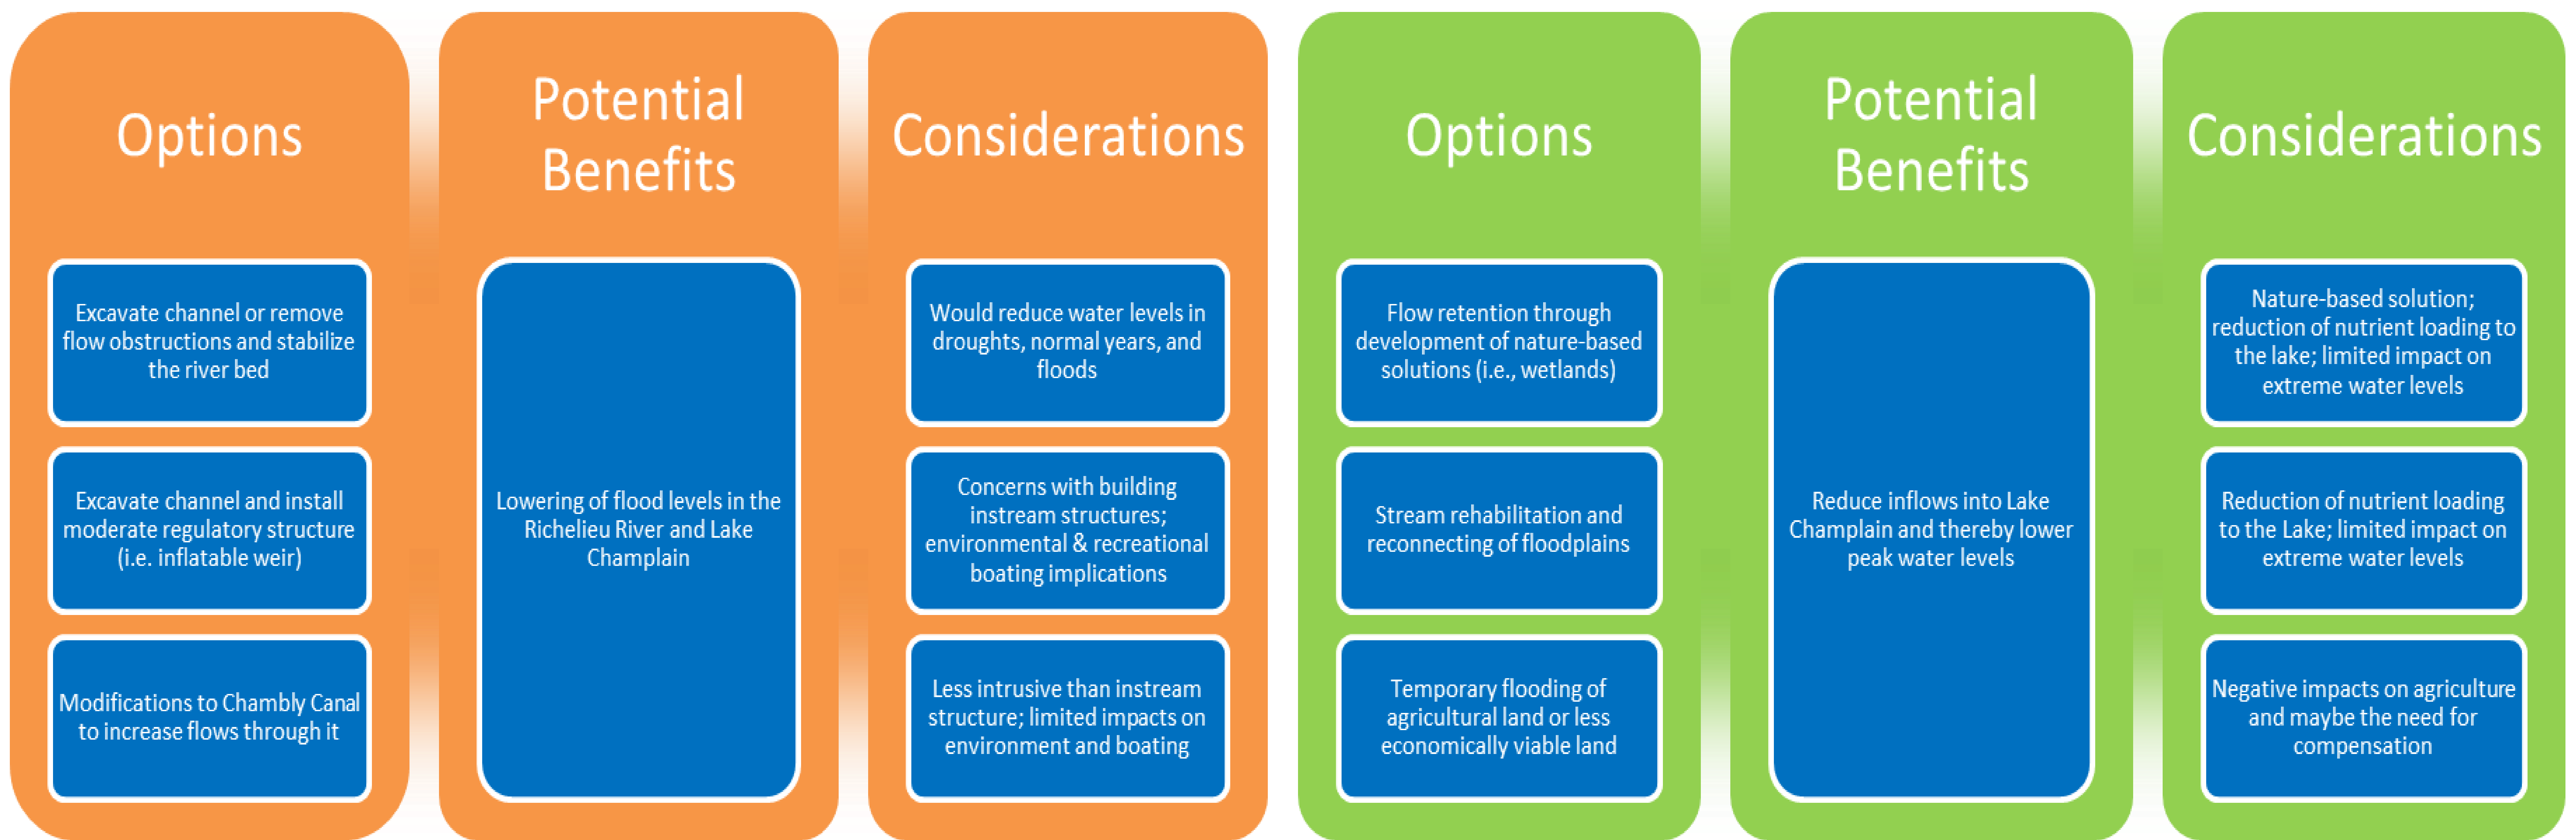 Options
Excavate channel or remove
flow obstructions and stabilize
the river bed
Excavate channel and install
moderate regulatory structure
(i.e. inflatable weir)
Modifications to Chambly Canal
to increase flows through it
Potential
Benefits
Lowering of flood levels in the
Richelieu River and Lake
Champlain
Considerations
Would reduce water levels in
droughts, normal years, and
floods
Concerns with building
instream structures;
environmental & recreational
boating implications
Less intrusive than instream
structure; limited impacts on
environment and boating
Options
Flow retention through
development of nature-based
solutions (i.e., wetlands)
Stream rehabilitation and
reconnecting of floodplains
Temporary flooding of
agricultural land or less
economically viable land
Potential
Benefits
Reduce inflows into Lake
Champlain and thereby lower
peak water levels
Considerations
Nature-based solution;
reduction of nutrient loading to
the lake; limited impact on
extreme water levels
Reduction of nutrient loading
to the Lake; limited impact on
extreme water levels
Negative impacts on agriculture
and maybe the need for
compensation